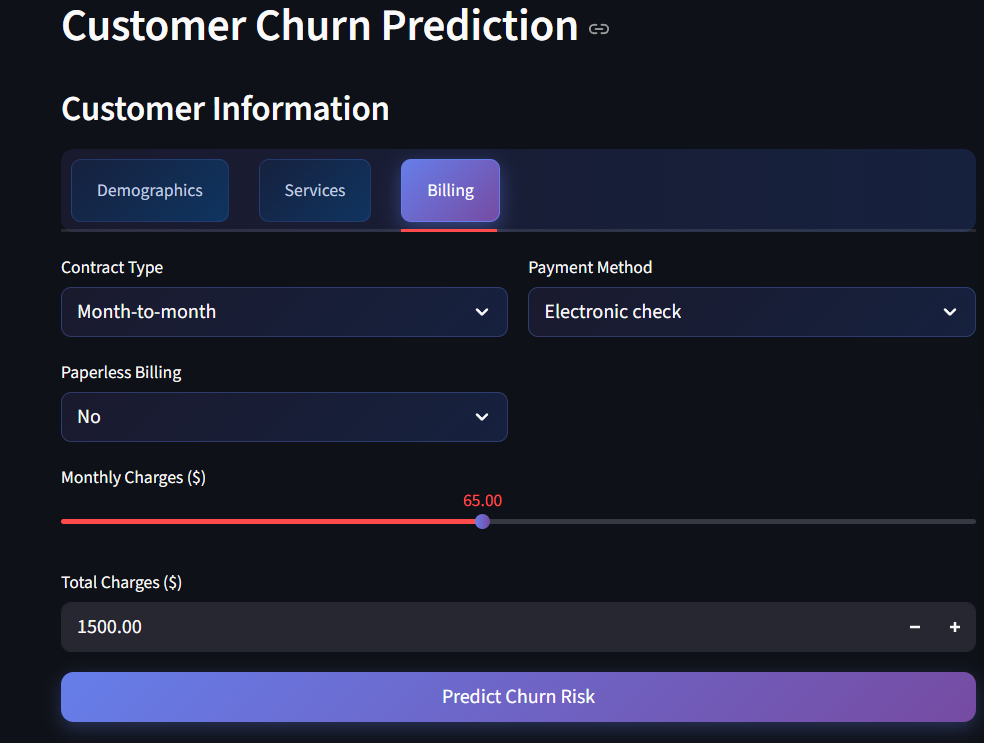 Customer Churn Prediction
Customer Information
Demographics Services Billing
Contract Type Payment Method
Month-to-month Electronic check
Paperless Billing
No
Monthly Charges ($)
65.00
Total Charges ($)
1500.00 − +
Predict Churn Risk